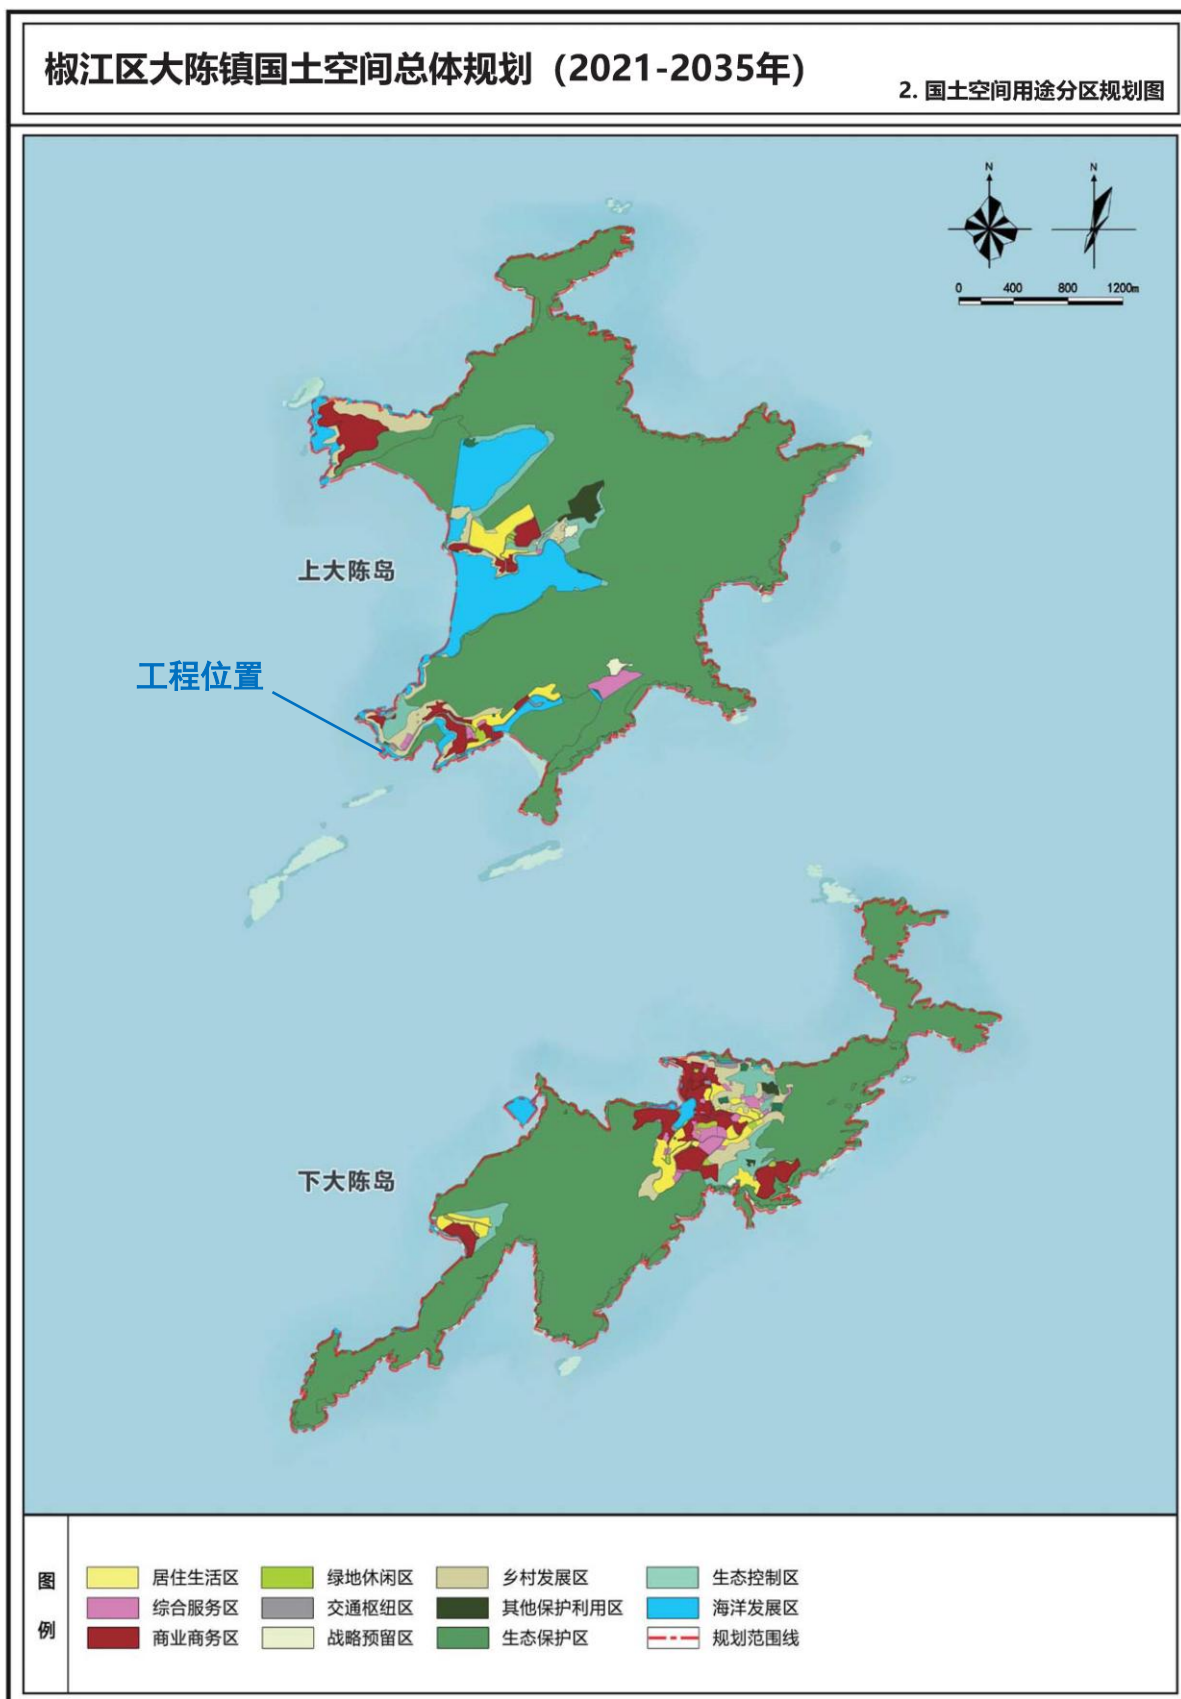 椒江区大陈镇国土空间总体规划（2021-2035年）
2. 国土空间用途分区规划图
N N
0 400 800 1200m
上大陈岛
工程位置
下大陈岛
图例
居住生活区 绿地休闲区 乡村发展区 生态控制区
综合服务区 交通枢纽区 其他保护利用区 海洋发展区
商业商务区 战略预留区 生态保护区 规划范围线